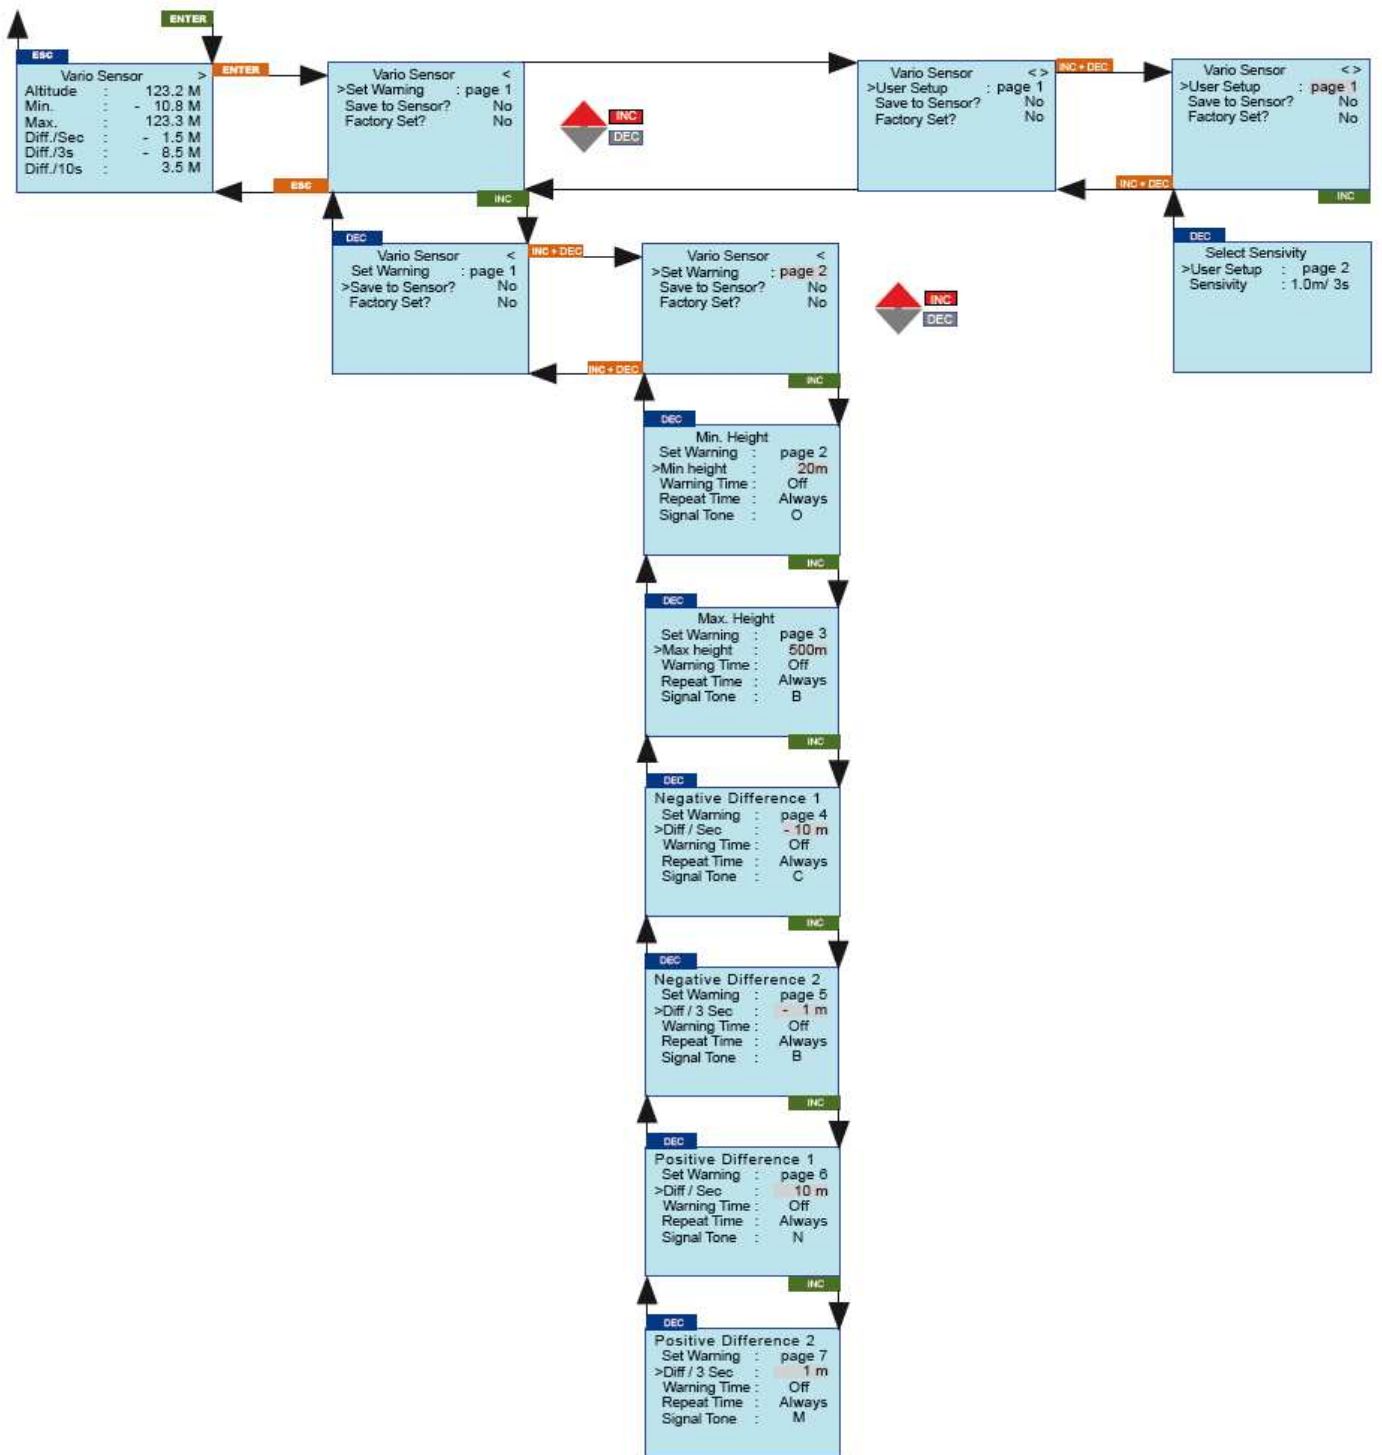 ENTER
ESC
Vario Sensor >
Altitude : 123.2 M
Min. : - 10.8 M
Max. : 123.3 M
Diff./Sec : - 1.5 M
Diff./3s : - 8.5 M
Diff./10s : 3.5 M
ENTER
ESC
Vario Sensor <
>Set Warning : page 1
Save to Sensor? No
Factory Set? No
INC
INC
DEC
Vario Sensor < >
>User Setup : page 1
Save to Sensor? No
Factory Set? No
INC + DEC
INC + DEC
Vario Sensor < >
>User Setup : page 1
Save to Sensor? No
Factory Set? No
INC
DEC
Select Sensivity
>User Setup : page 2
Sensivity : 1.0m/ 3s
DEC
Vario Sensor <
Set Warning : page 1
>Save to Sensor? No
Factory Set? No
INC + DEC
INC + DEC
Vario Sensor <
>Set Warning : page 2
Save to Sensor? No
Factory Set? No
INC
DEC
INC
DEC
Min. Height
Set Warning : page 2
>Min height : 20m
Warning Time : Off
Repeat Time : Always
Signal Tone : O
INC
DEC
Max. Height
Set Warning : page 3
>Max height : 500m
Warning Time : Off
Repeat Time : Always
Signal Tone : B
INC
DEC
Negative Difference 1
Set Warning : page 4
>Diff / Sec : - 10 m
Warning Time : Off
Repeat Time : Always
Signal Tone : C
INC
DEC
Negative Difference 2
Set Warning : page 5
>Diff / 3 Sec : - 1 m
Warning Time : Off
Repeat Time : Always
Signal Tone : B
INC
DEC
Positive Difference 1
Set Warning : page 6
>Diff / Sec : 10 m
Warning Time : Off
Repeat Time : Always
Signal Tone : N
INC
DEC
Positive Difference 2
Set Warning : page 7
>Diff / 3 Sec : 1 m
Warning Time : Off
Repeat Time : Always
Signal Tone : M